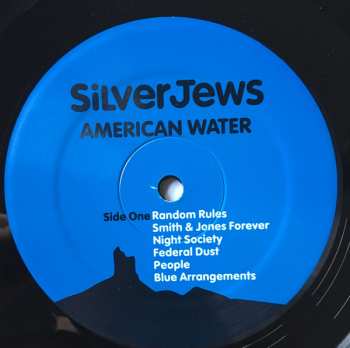 SiLVerJewS
AMERICAN WATER
Side One Random Rules
Smith & Jones Forever
Night Society
Federal Dust
People
Blue Arrangements